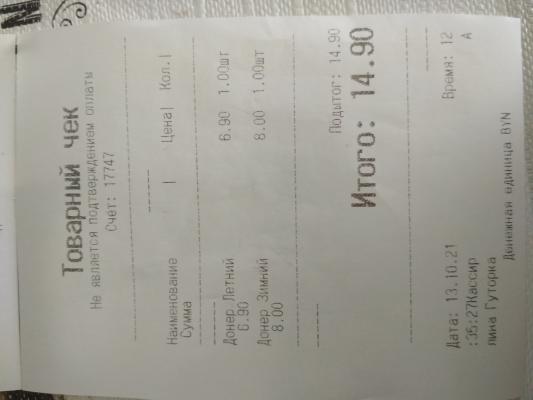 Товарный чек
Не является подтверждением оплаты
Счёт: 17747
Наименование | Цена| Кол.|
Сумма
Донер Летний 6.90 1.00шт
6.90
Донер Зимний 8.00 1.00шт
8.00
Подытог: 14.90
Итого: 14.90
Дата: 13.10.21 Время: 12
:35:27Кассир А
лина Гуторка
Денежная единица BYN